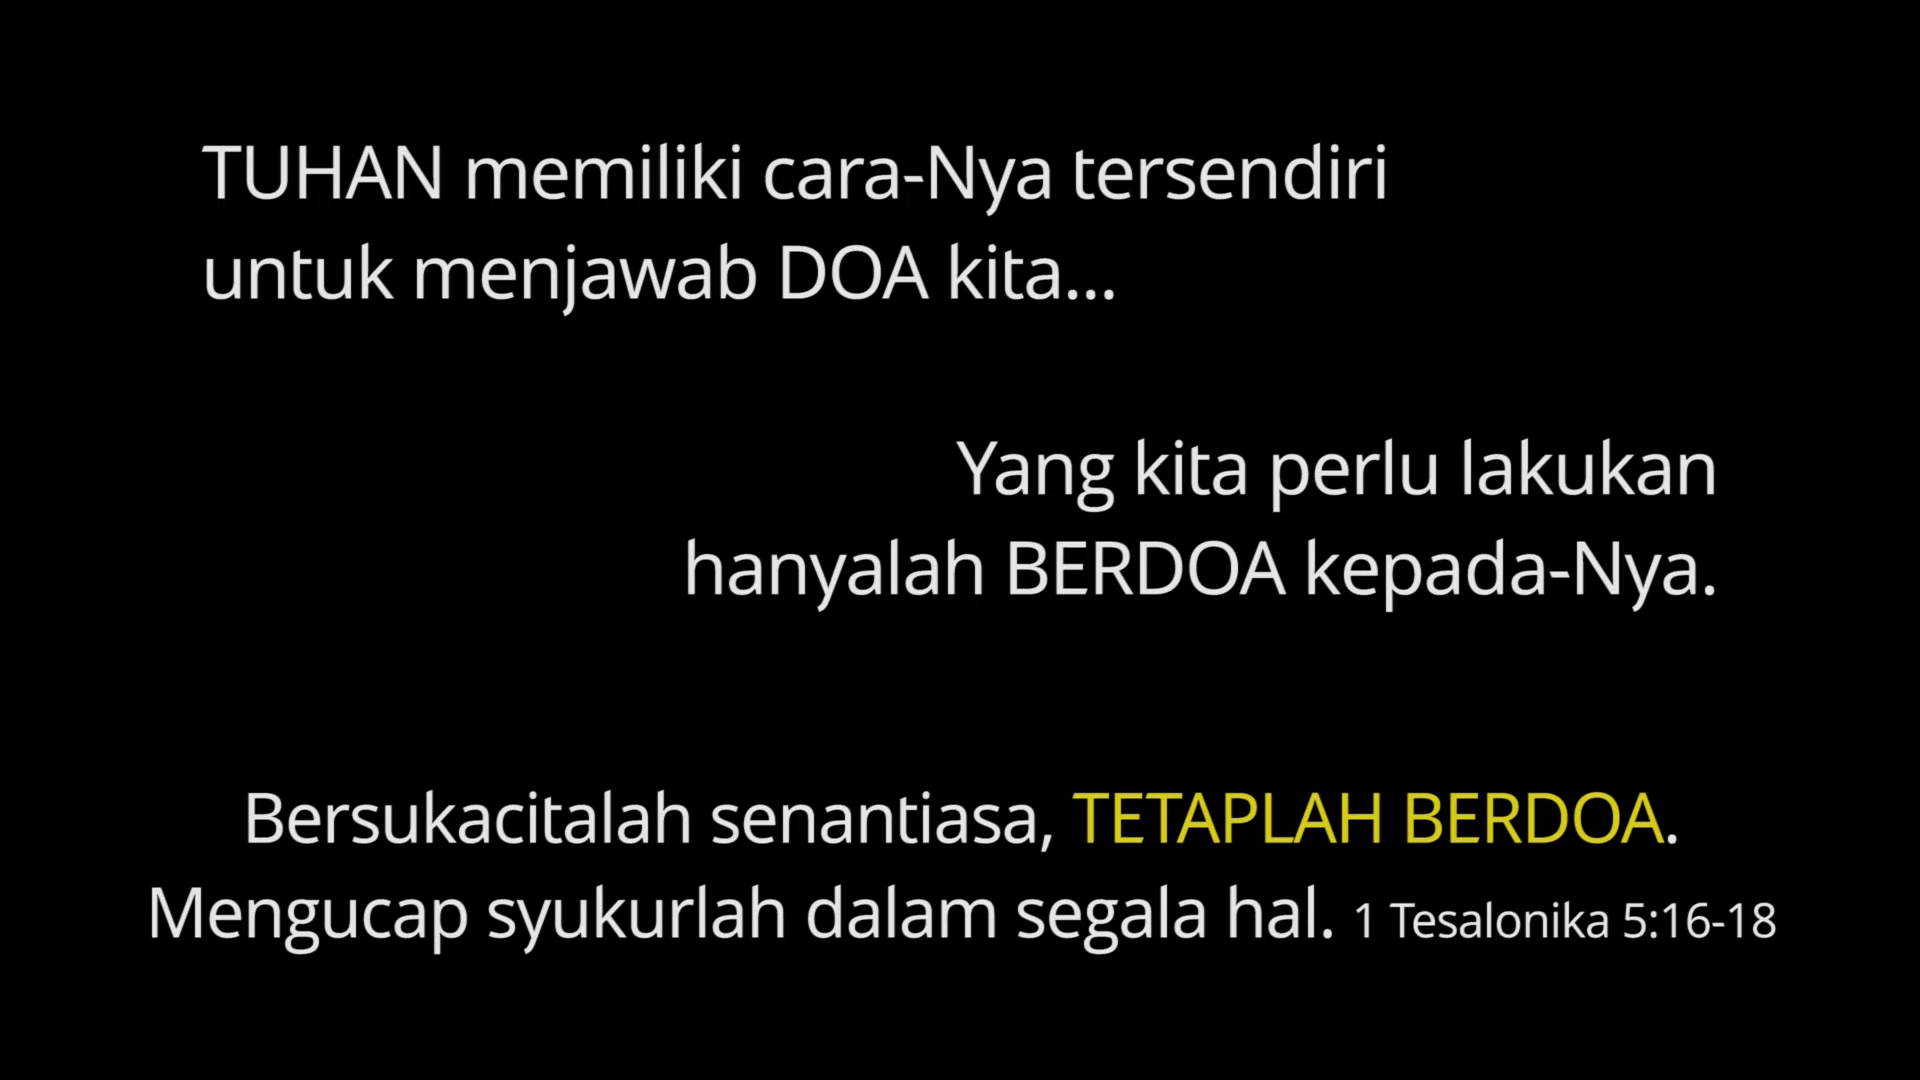 TUHAN memiliki cara-Nya tersendiri
untuk menjawab DOA kita...
Yang kita perlu lakukan
hanyalah BERDOA kepada-Nya.
Bersukacitalah senantiasa, TETAPLAH BERDOA.
Mengucap syukurlah dalam segala hal. 1 Tesalonika 5:16-18